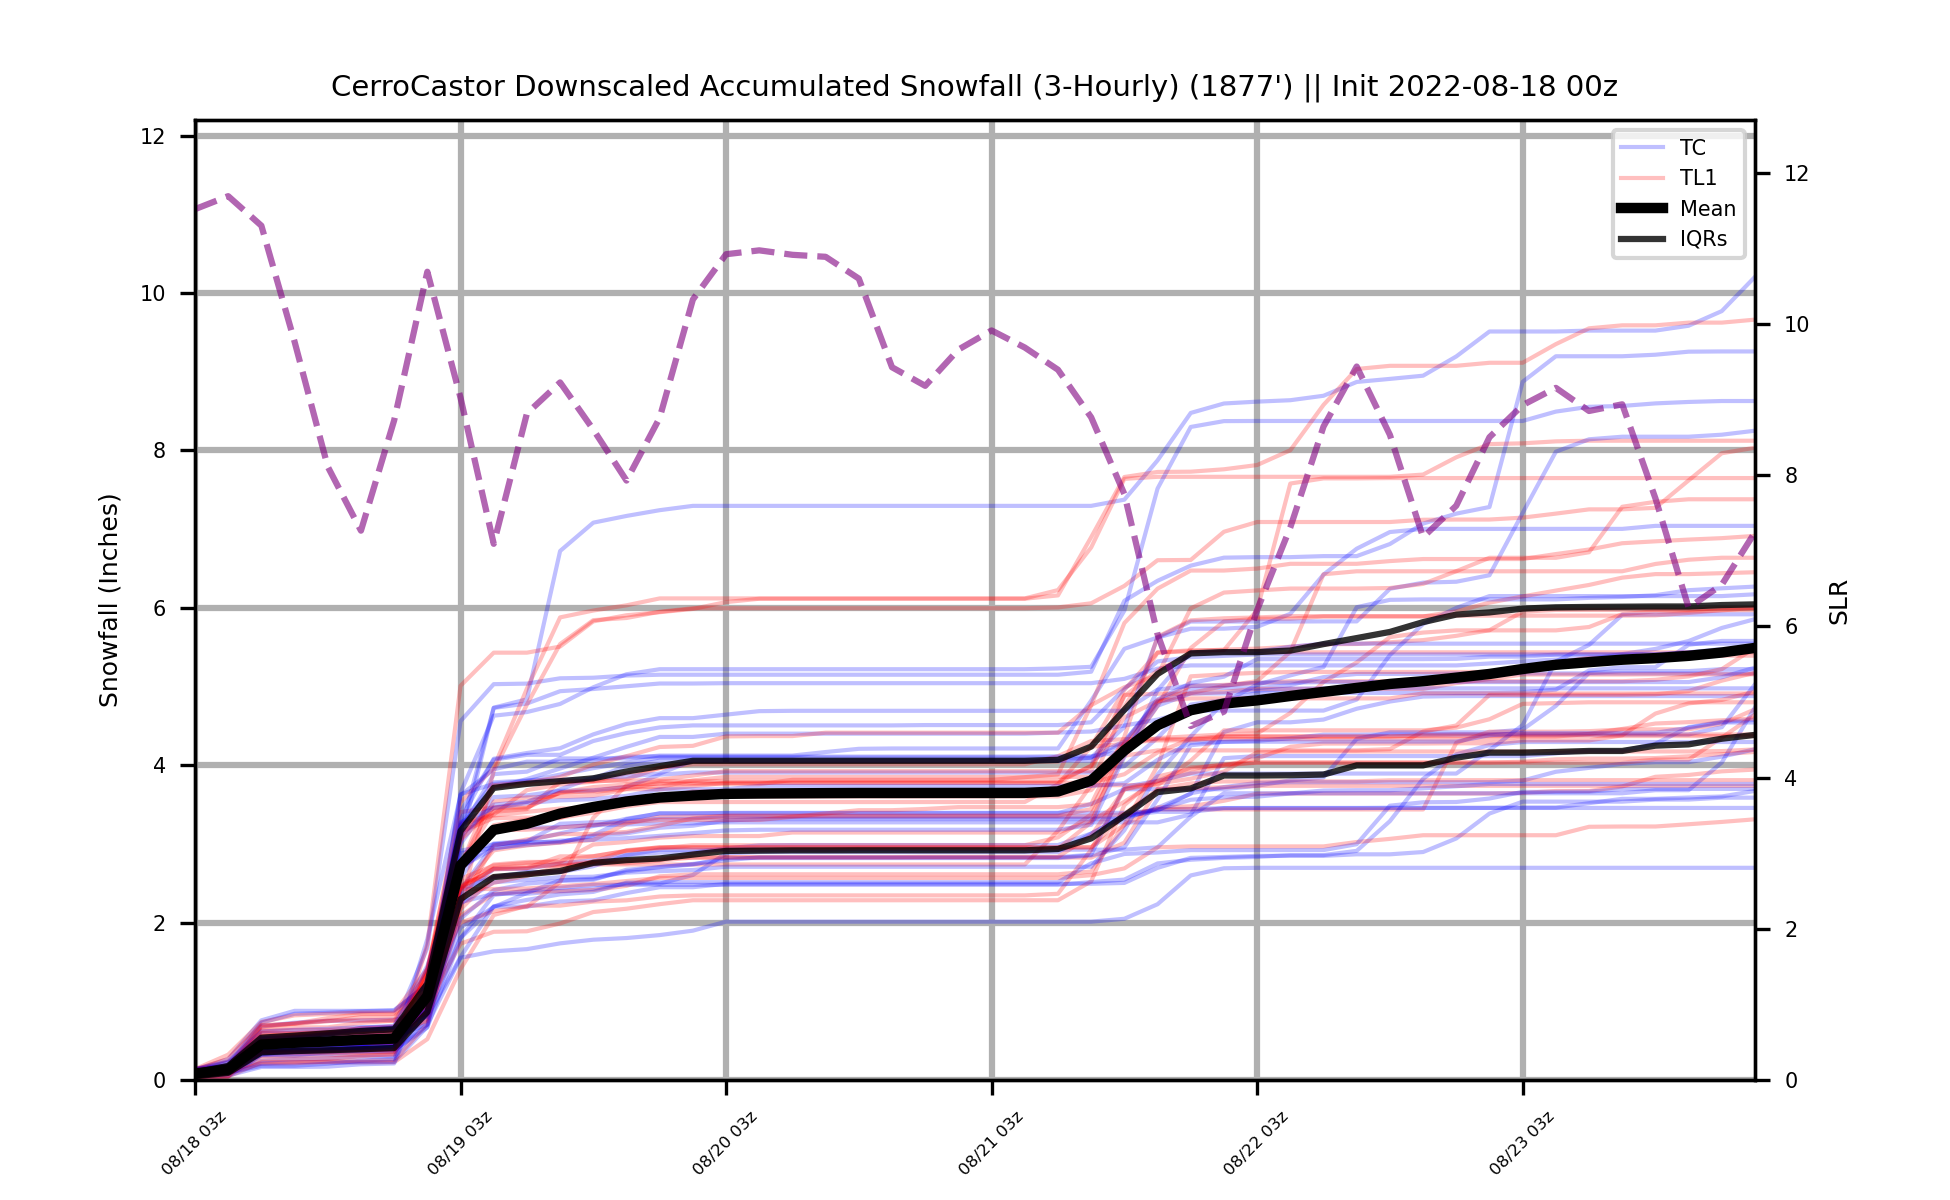 CerroCastor Downscaled Accumulated Snowfall (3-Hourly) (1877') || Init 2022-08-18 00z
TC
TL1
Mean
IQRs
Snowfall (Inches)
12
10
8
6
4
2
0
SLR
12
10
8
6
4
2
0
08/18 03z
08/19 03z
08/20 03z
08/21 03z
08/22 03z
08/23 03z